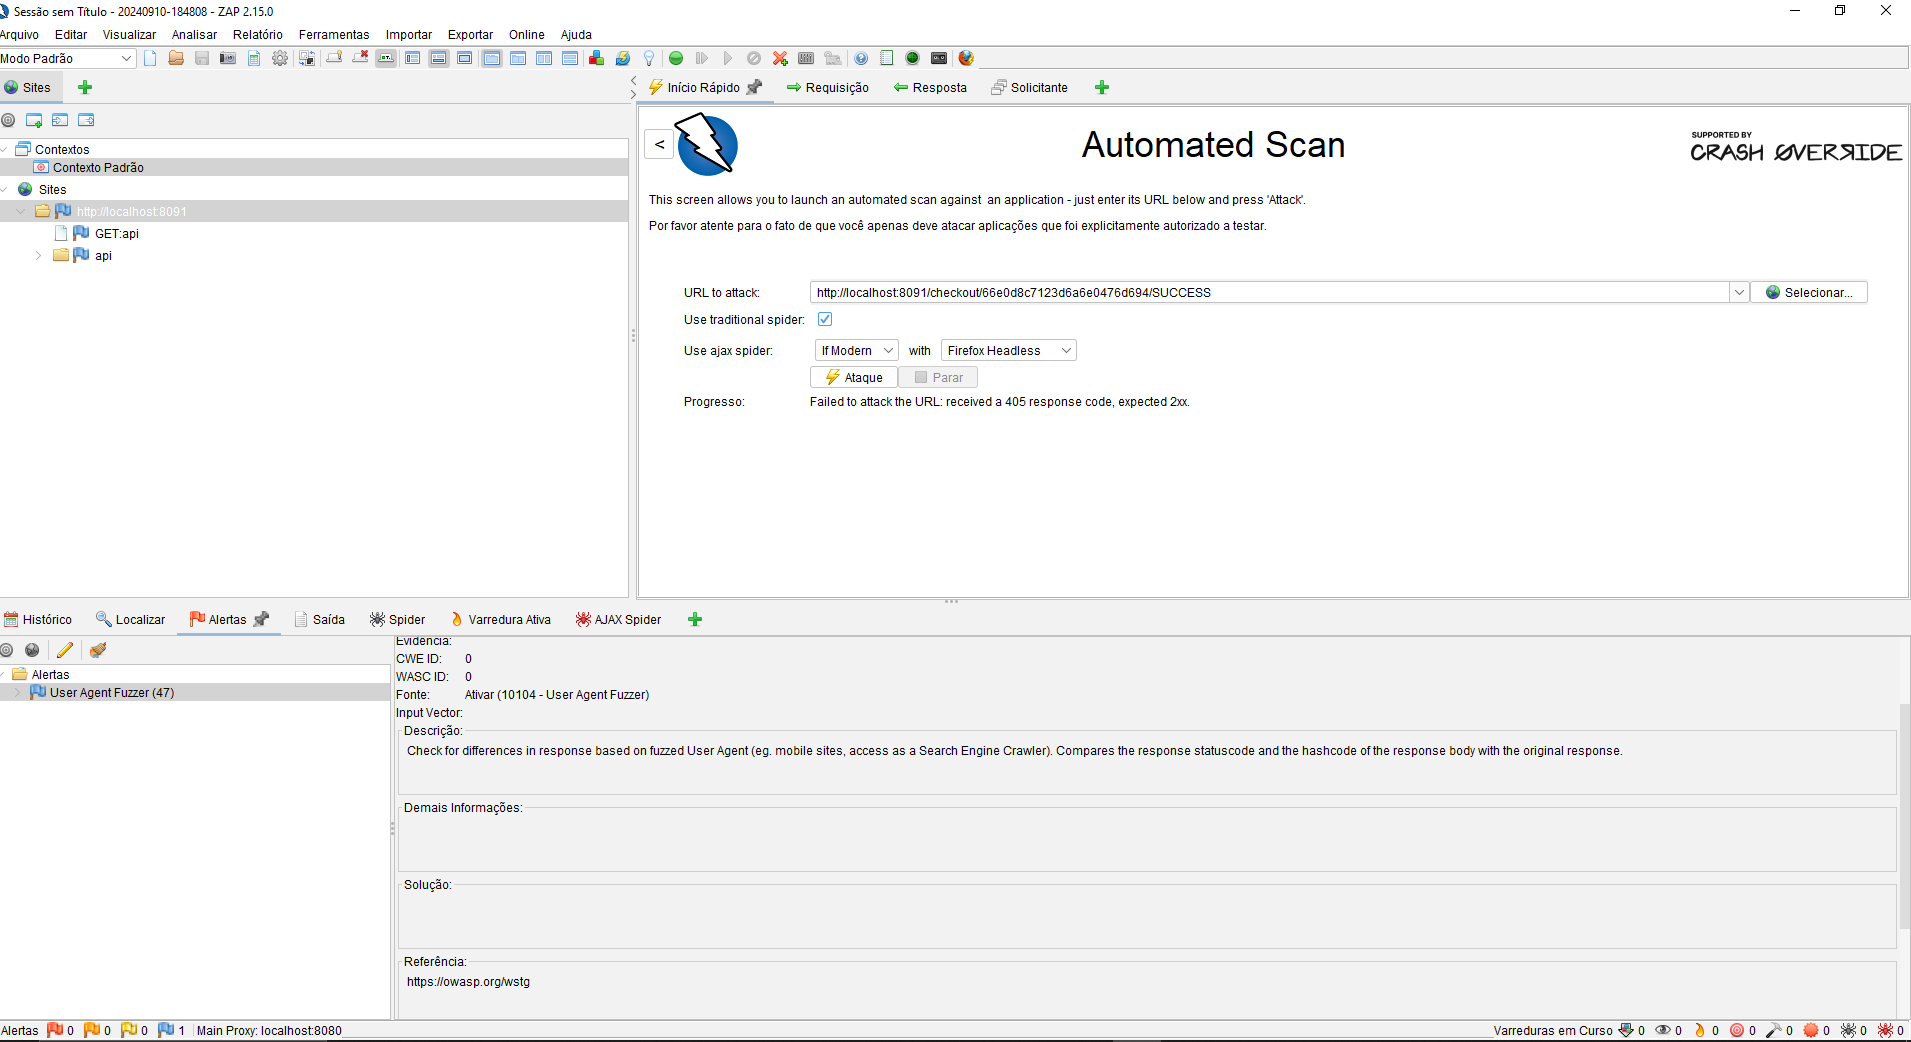 Sessão sem Título - 20240910-184808 - ZAP 2.15.0
Arquivo Editar Visualizar Analisar Relatório Ferramentas Importar Exportar Online Ajuda
Modo Padrão
Sites
Início Rápido Requisição Resposta Solicitante
<
Automated Scan
SUPPORTED BY
CRASH ØVERRIDE
Contextos
Contexto Padrão
Sites
http://localhost:8091
GET:api
api
This screen allows you to launch an automated scan against an application - just enter its URL below and press 'Attack'.
Por favor atente para o fato de que você apenas deve atacar aplicações que foi explicitamente autorizado a testar.
URL to attack: http://localhost:8091/checkout/66e0d8c7123d6a6e0476d694/SUCCESS Selecionar...
Use traditional spider:
Use ajax spider: If Modern with Firefox Headless
Ataque Parar
Progresso: Failed to attack the URL: received a 405 response code, expected 2xx.
Histórico Localizar Alertas Saída Spider Varredura Ativa AJAX Spider
Alertas
User Agent Fuzzer (47)
Evidência:
CWE ID: 0
WASC ID: 0
Fonte: Ativar (10104 - User Agent Fuzzer)
Input Vector:
Descrição:
Check for differences in response based on fuzzed User Agent (eg. mobile sites, access as a Search Engine Crawler). Compares the response statuscode and the hashcode of the response body with the original response.
Demais Informações:
Solução:
Referência:
https://owasp.org/wstg
Alertas 0 0 0 1 Main Proxy: localhost:8080 Varreduras em Curso 0 0 0 0 0 0 0 0